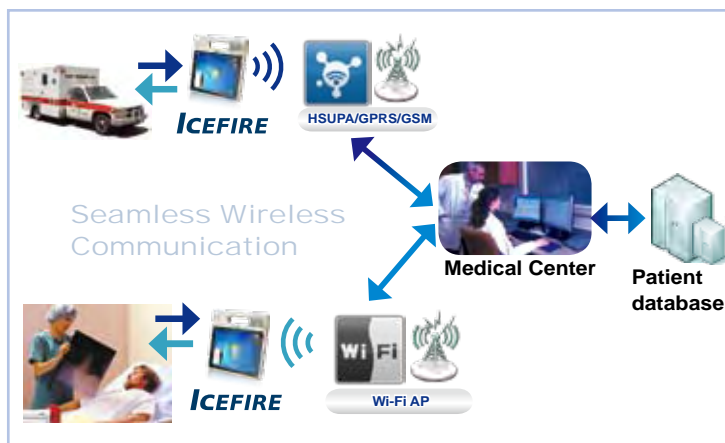 ICEFIRE
HSUPA/GPRS/GSM
Seamless Wireless
Communication
Medical Center
Patient
database
ICEFIRE
Wi Fi
Wi-Fi AP